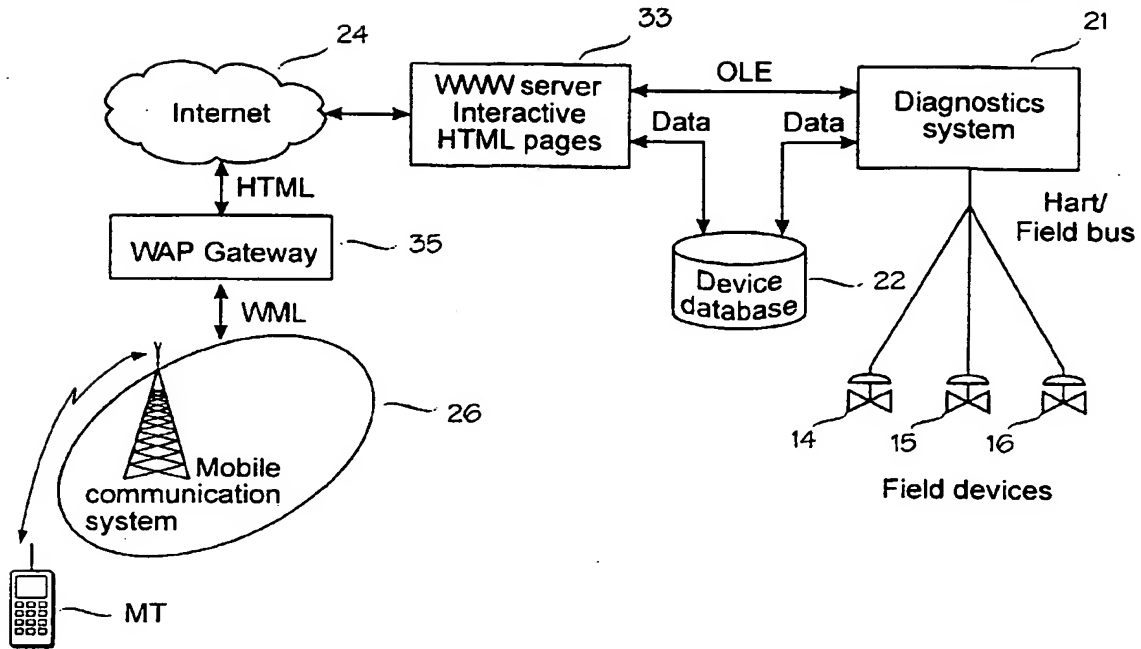 24
33
21
Internet
WWW server
Interactive
HTML pages
OLE
Data
Data
Diagnostics
system
HTML
Hart/
Field bus
WAP Gateway
35
Device
database
22
WML
26
14
15
16
Mobile
communication
system
Field devices
MT